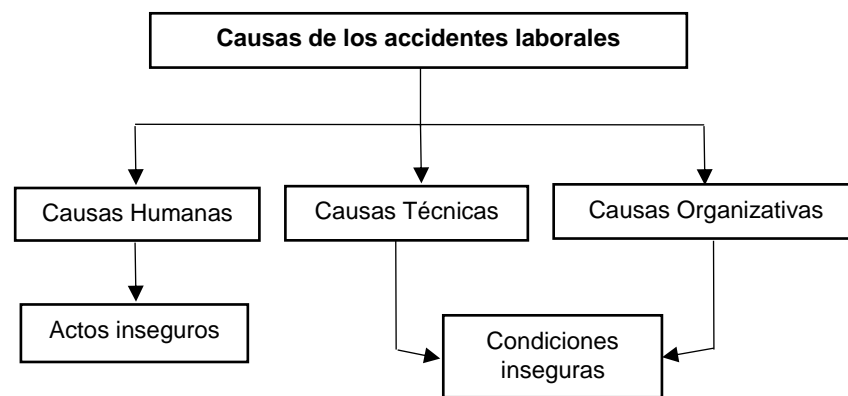 Causas de los accidentes laborales
Causas Humanas
Causas Técnicas
Causas Organizativas
Actos inseguros
Condiciones
inseguras